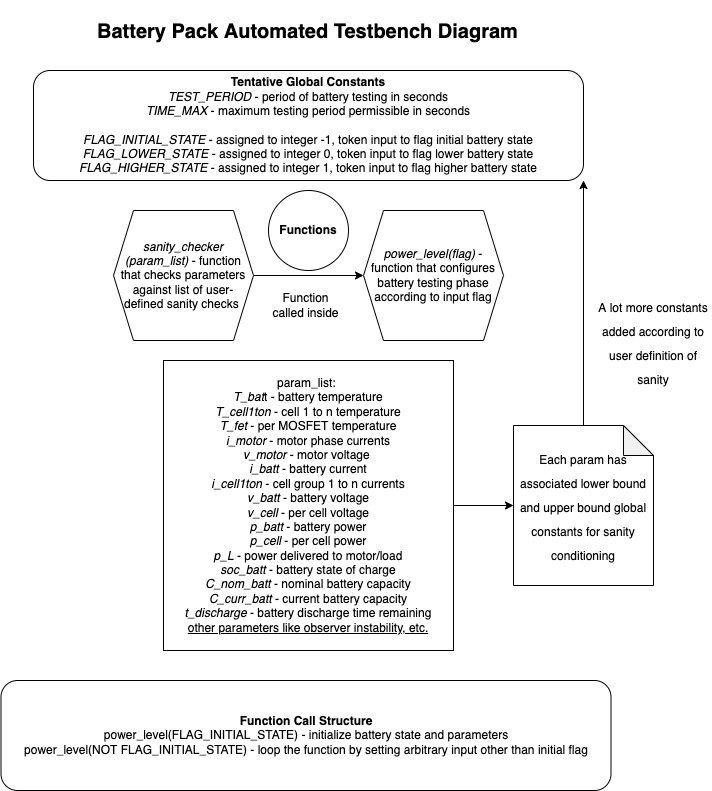 Battery Pack Automated Testbench Diagram
Tentative Global Constants
TEST_PERIOD - period of battery testing in seconds
TIME_MAX - maximum testing period permissible in seconds
FLAG_INITIAL_STATE - assigned to integer -1, token input to flag initial battery state
FLAG_LOWER_STATE - assigned to integer 0, token input to flag lower battery state
FLAG_HIGHER_STATE - assigned to integer 1, token input to flag higher battery state
sanity_checker
(param_list) - function
that checks parameters
against list of user-
defined sanity checks
Functions
Function
called inside
power_level(flag) -
function that configures
battery testing phase
according to input flag
A lot more constants
added according to
user definition of
sanity
param_list:
T_batt - battery temperature
T_cell1ton - cell 1 to n temperature
T_fet - per MOSFET temperature
i_motor - motor phase currents
v_motor - motor voltage
i_batt - battery current
i_cell1ton - cell group 1 to n currents
v_batt - battery voltage
v_cell - per cell voltage
p_batt - battery power
p_cell - per cell power
p_L - power delivered to motor/load
soc_batt - battery state of charge
C_nom_batt - nominal battery capacity
C_curr_batt - current battery capacity
t_discharge - battery discharge time remaining
other parameters like observer instability, etc.
Each param has
associated lower bound
and upper bound global
constants for sanity
conditioning
Function Call Structure
power_level(FLAG_INITIAL_STATE) - initialize battery state and parameters
power_level(NOT FLAG_INITIAL_STATE) - loop the function by setting arbitrary input other than initial flag